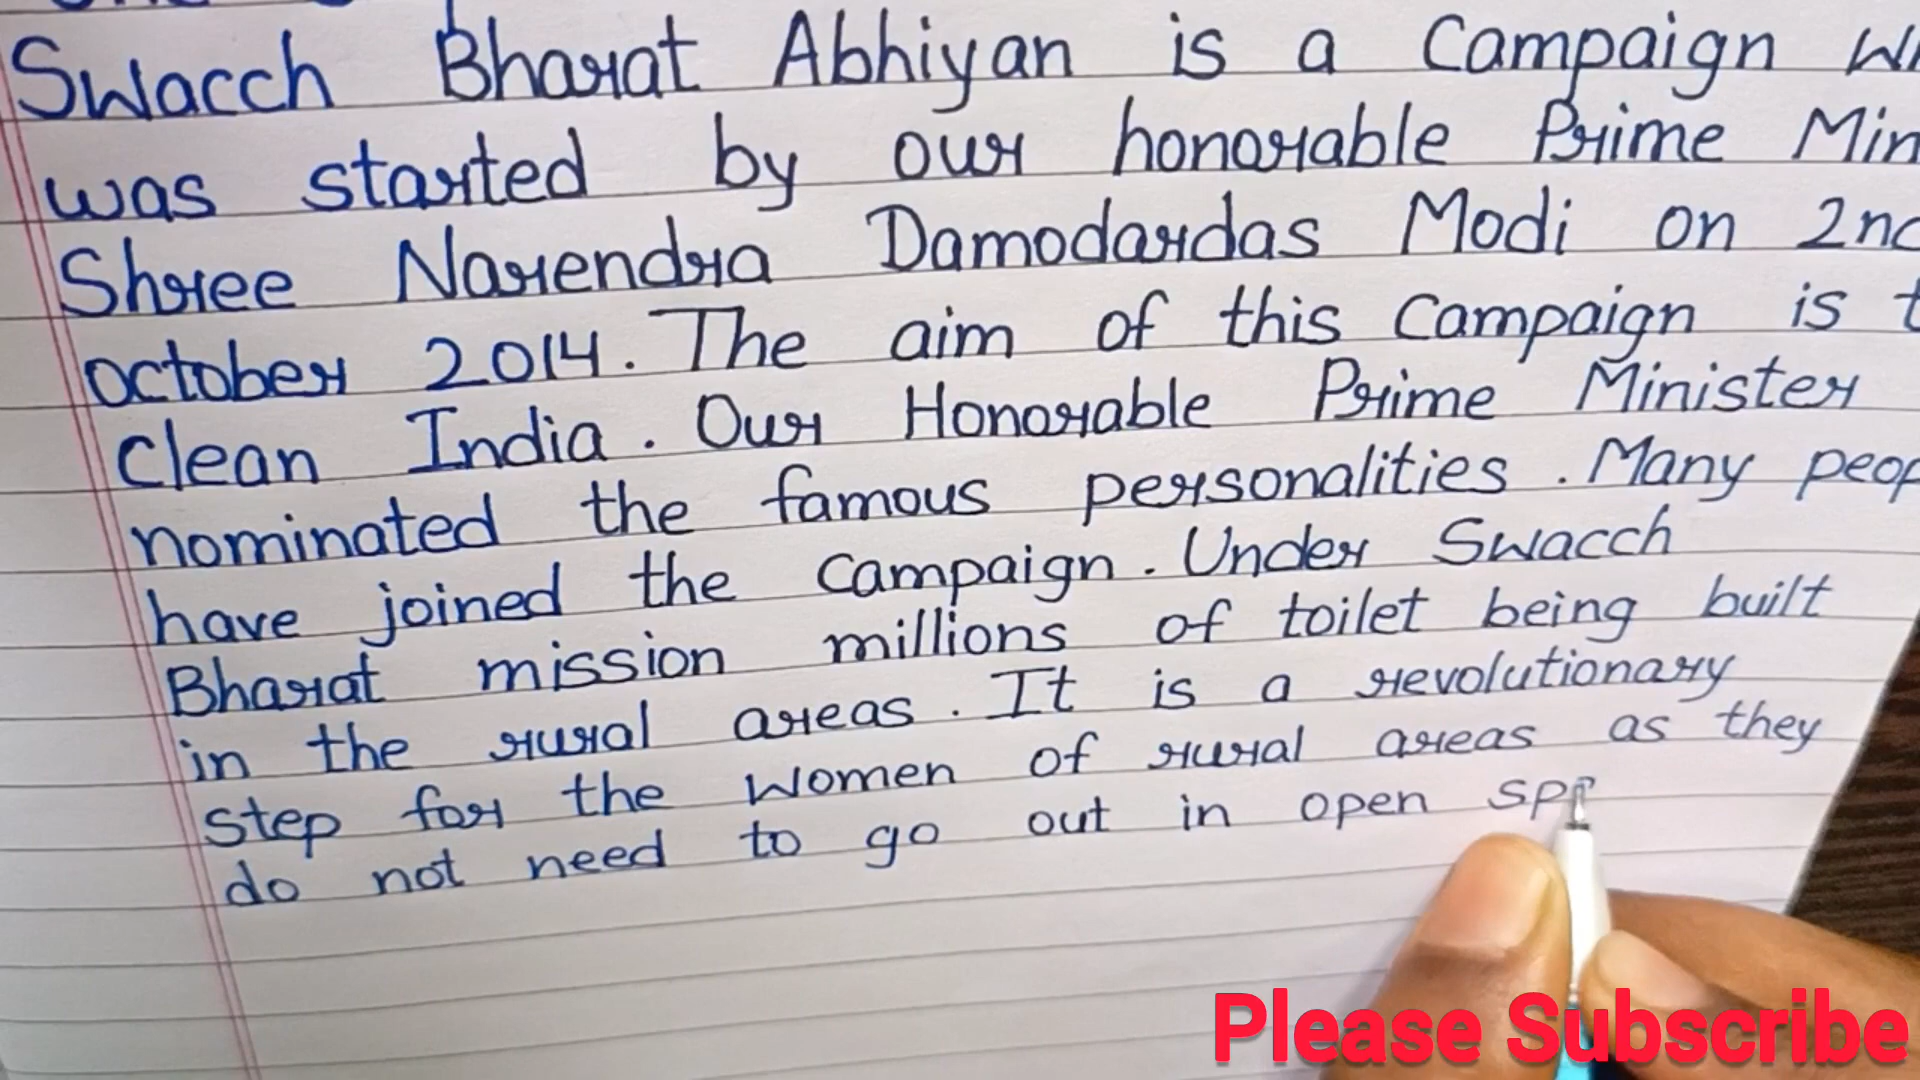 Swacch Bharat Abhiyan is a Campaign
was started by our honorable Prime
Shree Narendra Damodardas Modi on 2nd
october 2014. The aim of this Campaign is
Clean India. Our Honorable Prime Minister
nominated the famous personalities. Many
have joined the Campaign. Under Swacch
Bharat mission millions of toilet being built
in the rural areas. It is a revolutionary
step for the women of rural areas as they
do not need to go out in open
Please Subscribe